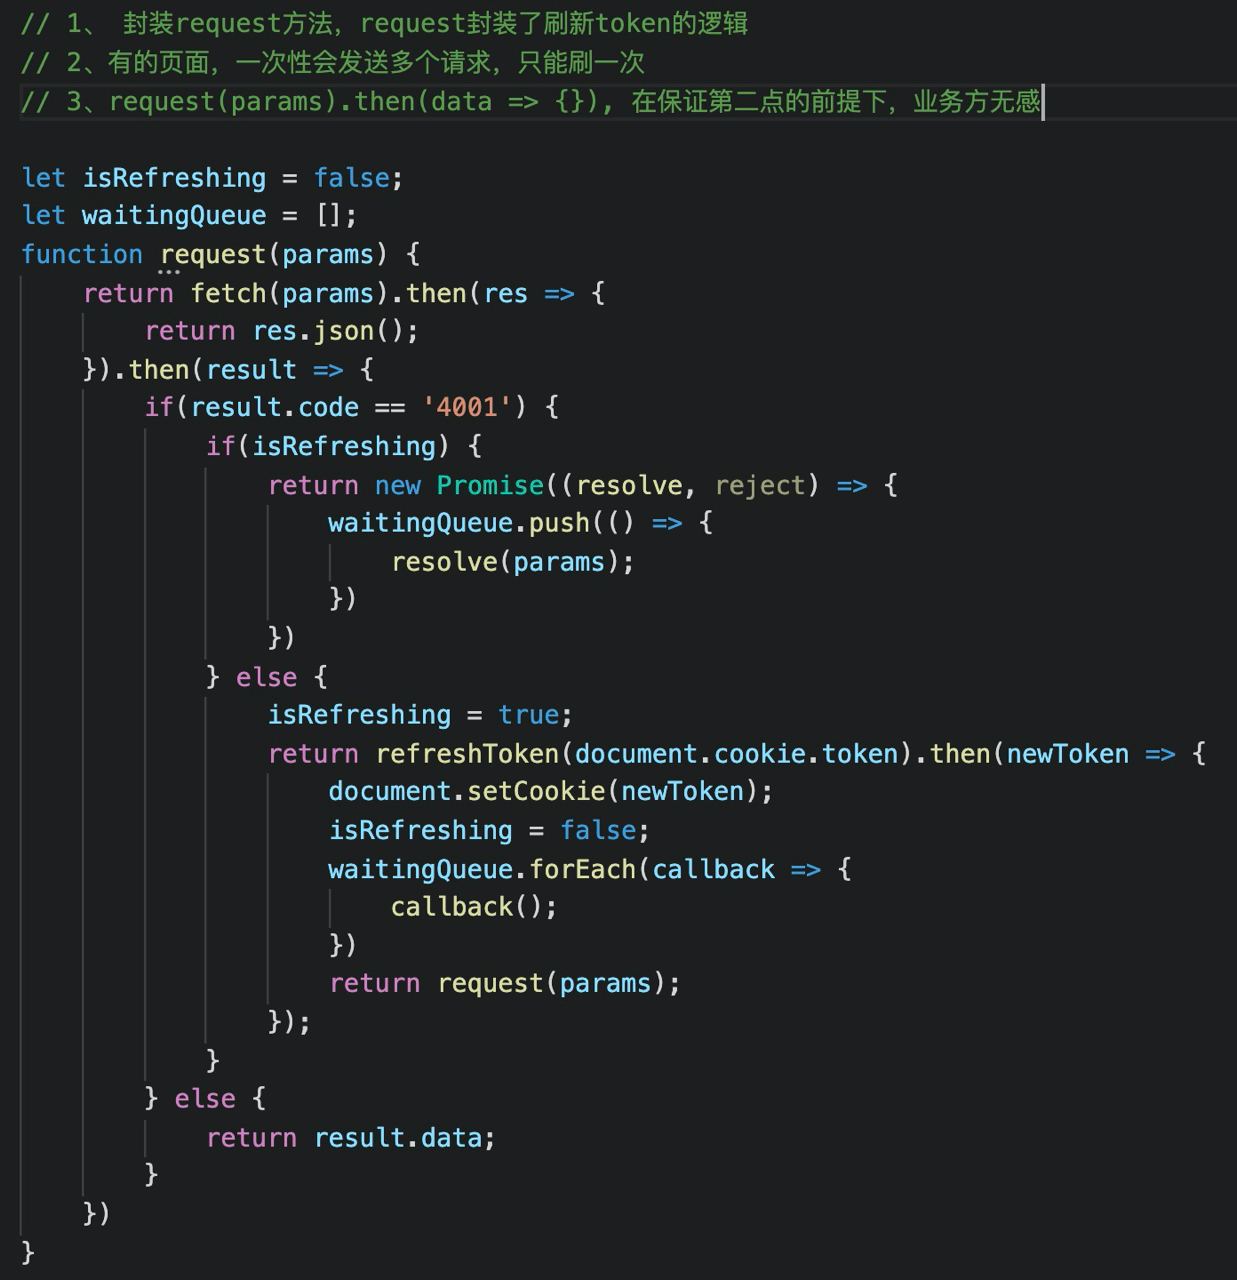 // 1、 封装request方法，request封装了刷新token的逻辑
// 2、有的页面，一次性会发送多个请求，只能刷一次
// 3、request(params).then(data => {}), 在保证第二点的前提下，业务方无感
let isRefreshing = false;
let waitingQueue = [];
function request(params) {
    return fetch(params).then(res => {
        return res.json();
    }).then(result => {
        if(result.code == '4001') {
            if(isRefreshing) {
                return new Promise((resolve, reject) => {
                    waitingQueue.push(() => {
                        resolve(params);
                    })
                })
            } else {
                isRefreshing = true;
                return refreshToken(document.cookie.token).then(newToken => {
                    document.setCookie(newToken);
                    isRefreshing = false;
                    waitingQueue.forEach(callback => {
                        callback();
                    })
                    return request(params);
                });
            }
        } else {
            return result.data;
        }
    })
}